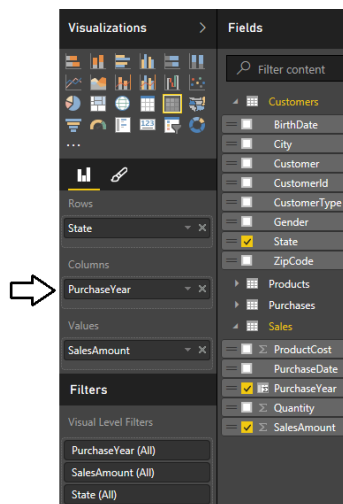 Visualizations
Rows
State
Columns
PurchaseYear
Values
SalesAmount
Filters
Visual Level Filters
PurchaseYear (All)
SalesAmount (All)
State (All)
Fields
Filter content
Customers
BirthDate
City
Customer
CustomerId
CustomerType
Gender
State
ZipCode
Products
Purchases
Sales
Σ ProductCost
PurchaseDate
PurchaseYear
Σ Quantity
Σ SalesAmount